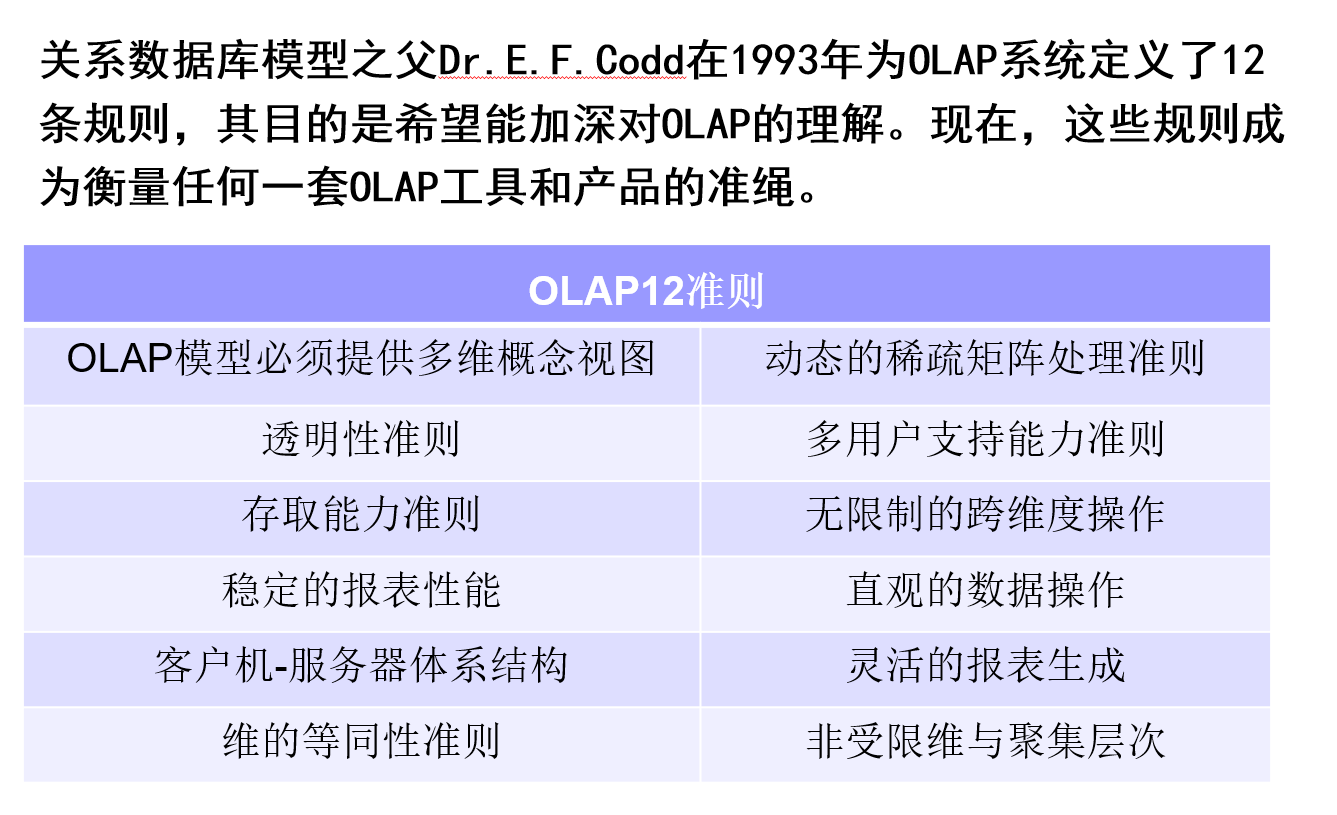 关系数据库模型之父Dr.E.F.Codd在1993年为OLAP系统定义了12
条规则，其目的是希望能加深对OLAP的理解。现在，这些规则成
为衡量任何一套OLAP工具和产品的准绳。
OLAP12准则
OLAP模型必须提供多维概念视图 动态的稀疏矩阵处理准则
透明性准则 多用户支持能力准则
存取能力准则 无限制的跨维度操作
稳定的报表性能 直观的数据操作
客户机-服务器体系结构 灵活的报表生成
维的等同性准则 非受限维与聚集层次